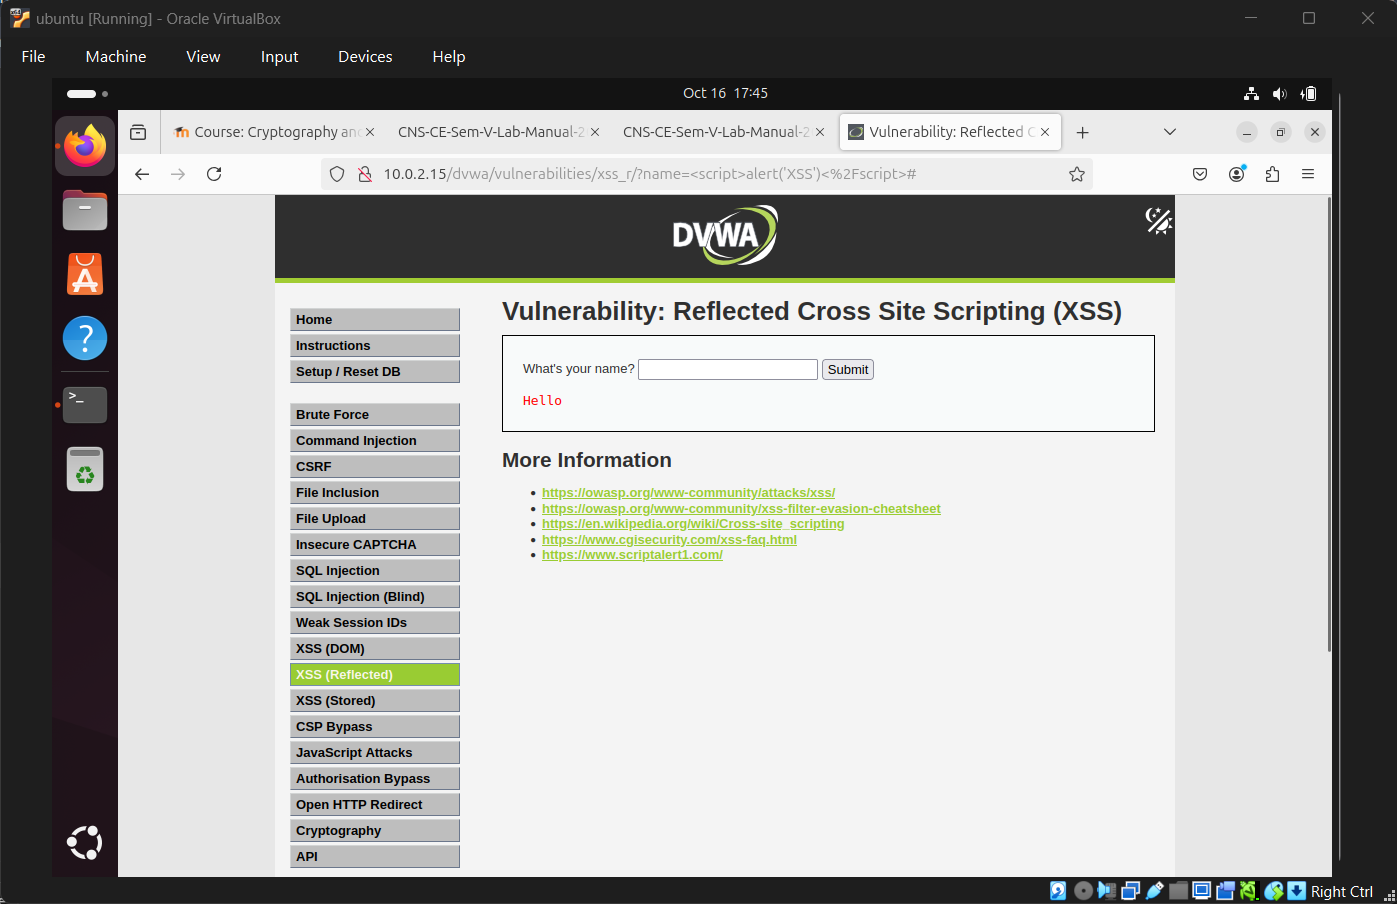 ubuntu [Running] - Oracle VirtualBox
File Machine View Input Devices Help
Oct 16 17:45
Course: Cryptography an
CNS-CE-Sem-V-Lab-Manual-2
CNS-CE-Sem-V-Lab-Manual-2
Vulnerability: Reflected C
10.0.2.15/dvwa/vulnerabilities/xss_r/?name=<script>alert('XSS')<%2Fscript>#
DVWA
Home
Instructions
Setup / Reset DB
Brute Force
Command Injection
CSRF
File Inclusion
File Upload
Insecure CAPTCHA
SQL Injection
SQL Injection (Blind)
Weak Session IDs
XSS (DOM)
XSS (Reflected)
XSS (Stored)
CSP Bypass
JavaScript Attacks
Authorisation Bypass
Open HTTP Redirect
Cryptography
API
Vulnerability: Reflected Cross Site Scripting (XSS)
What's your name? Submit
Hello
More Information
https://owasp.org/www-community/attacks/xss/
https://owasp.org/www-community/xss-filter-evasion-cheatsheet
https://en.wikipedia.org/wiki/Cross-site_scripting
https://www.cgisecurity.com/xss-faq.html
https://www.scriptalert1.com/
Right Ctrl